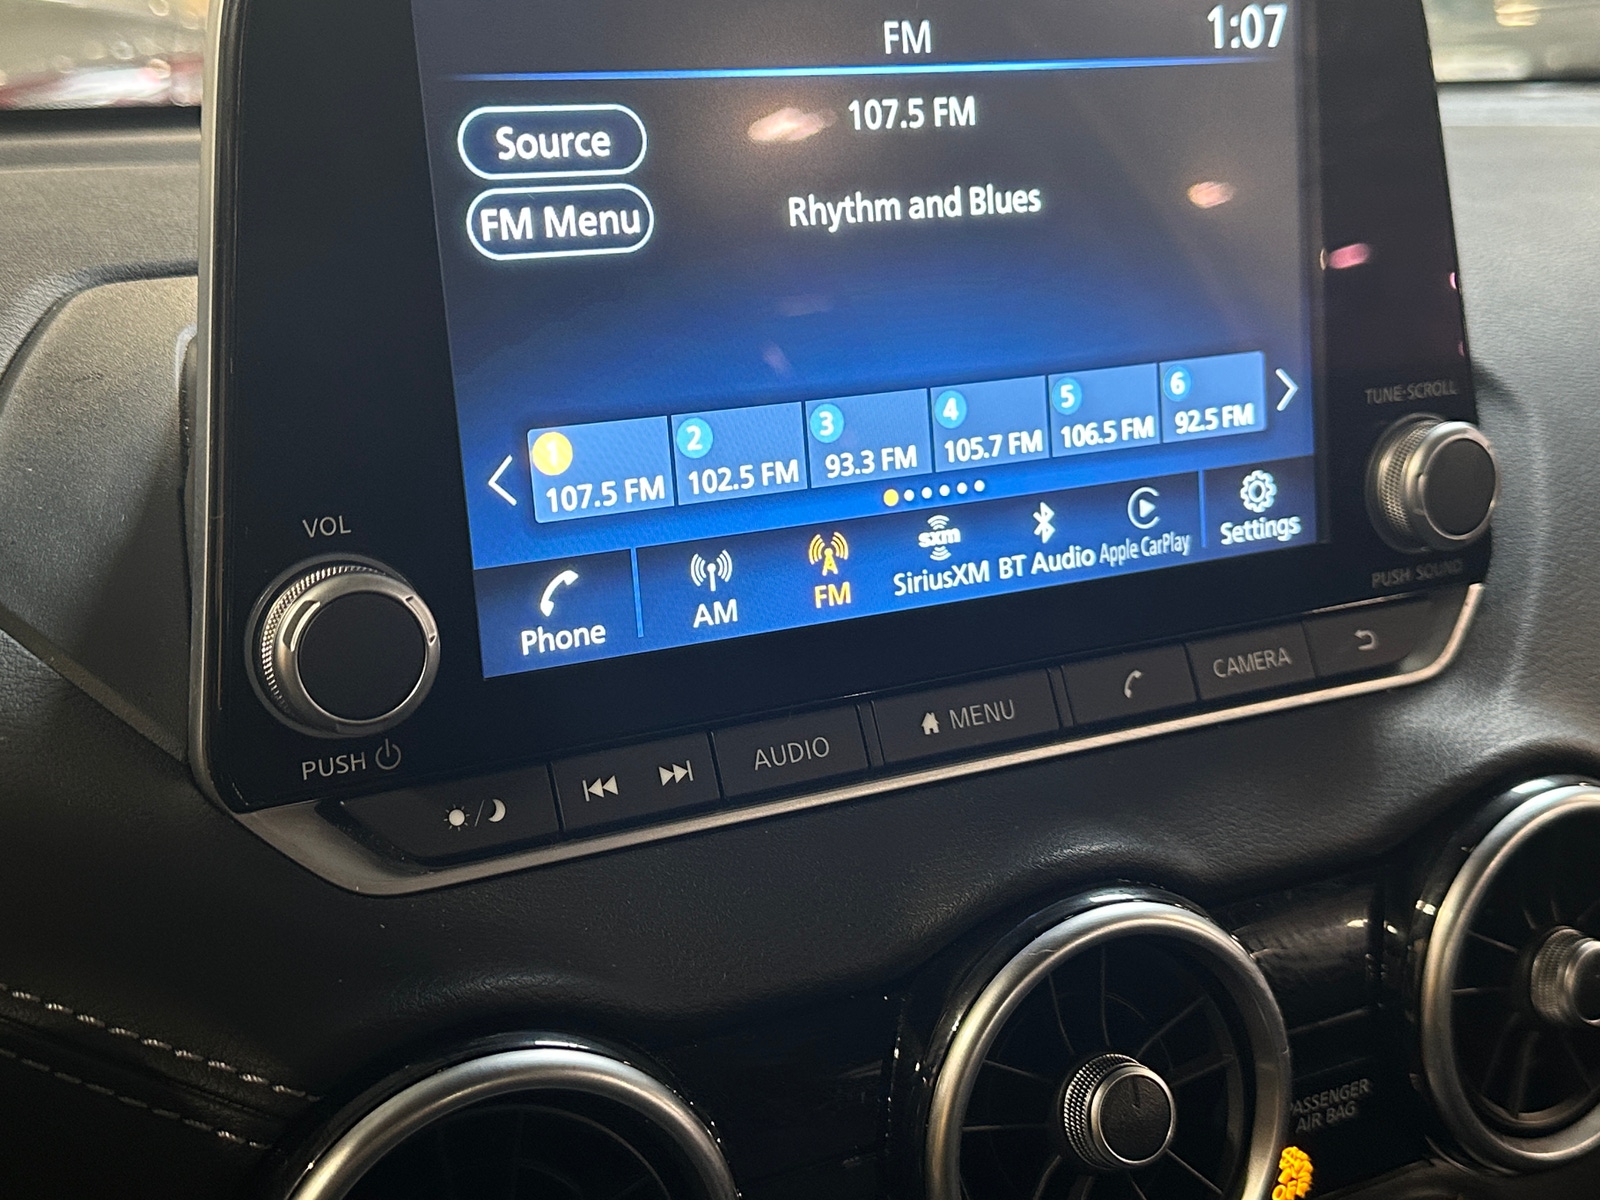 FM
1:07
Source
107.5 FM
FM Menu
Rhythm and Blues
1
107.5 FM
2
102.5 FM
3
93.3 FM
4
105.7 FM
5
106.5 FM
6
92.5 FM
Phone
AM
FM
sxm
SiriusXM
BT Audio
Apple CarPlay
Settings
VOL
PUSH
TUNE·SCROLL
PUSH SOUND
AUDIO
MENU
CAMERA
PASSENGER
AIR BAG
OFF